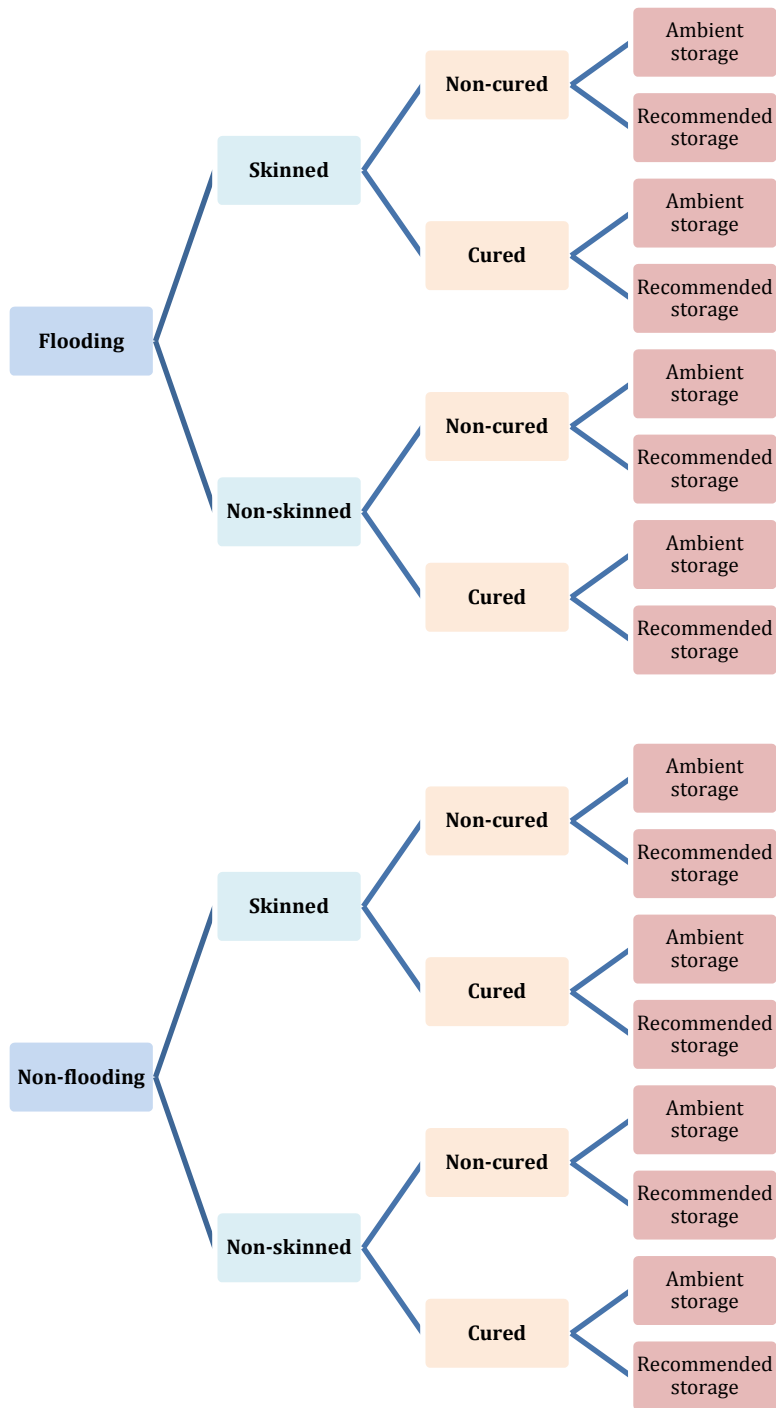 Flooding
Skinned
Non-cured
Ambient
storage
Recommended
storage
Cured
Ambient
storage
Recommended
storage
Non-skinned
Non-cured
Ambient
storage
Recommended
storage
Cured
Ambient
storage
Recommended
storage
Non-flooding
Skinned
Non-cured
Ambient
storage
Recommended
storage
Cured
Ambient
storage
Recommended
storage
Non-skinned
Non-cured
Ambient
storage
Recommended
storage
Cured
Ambient
storage
Recommended
storage